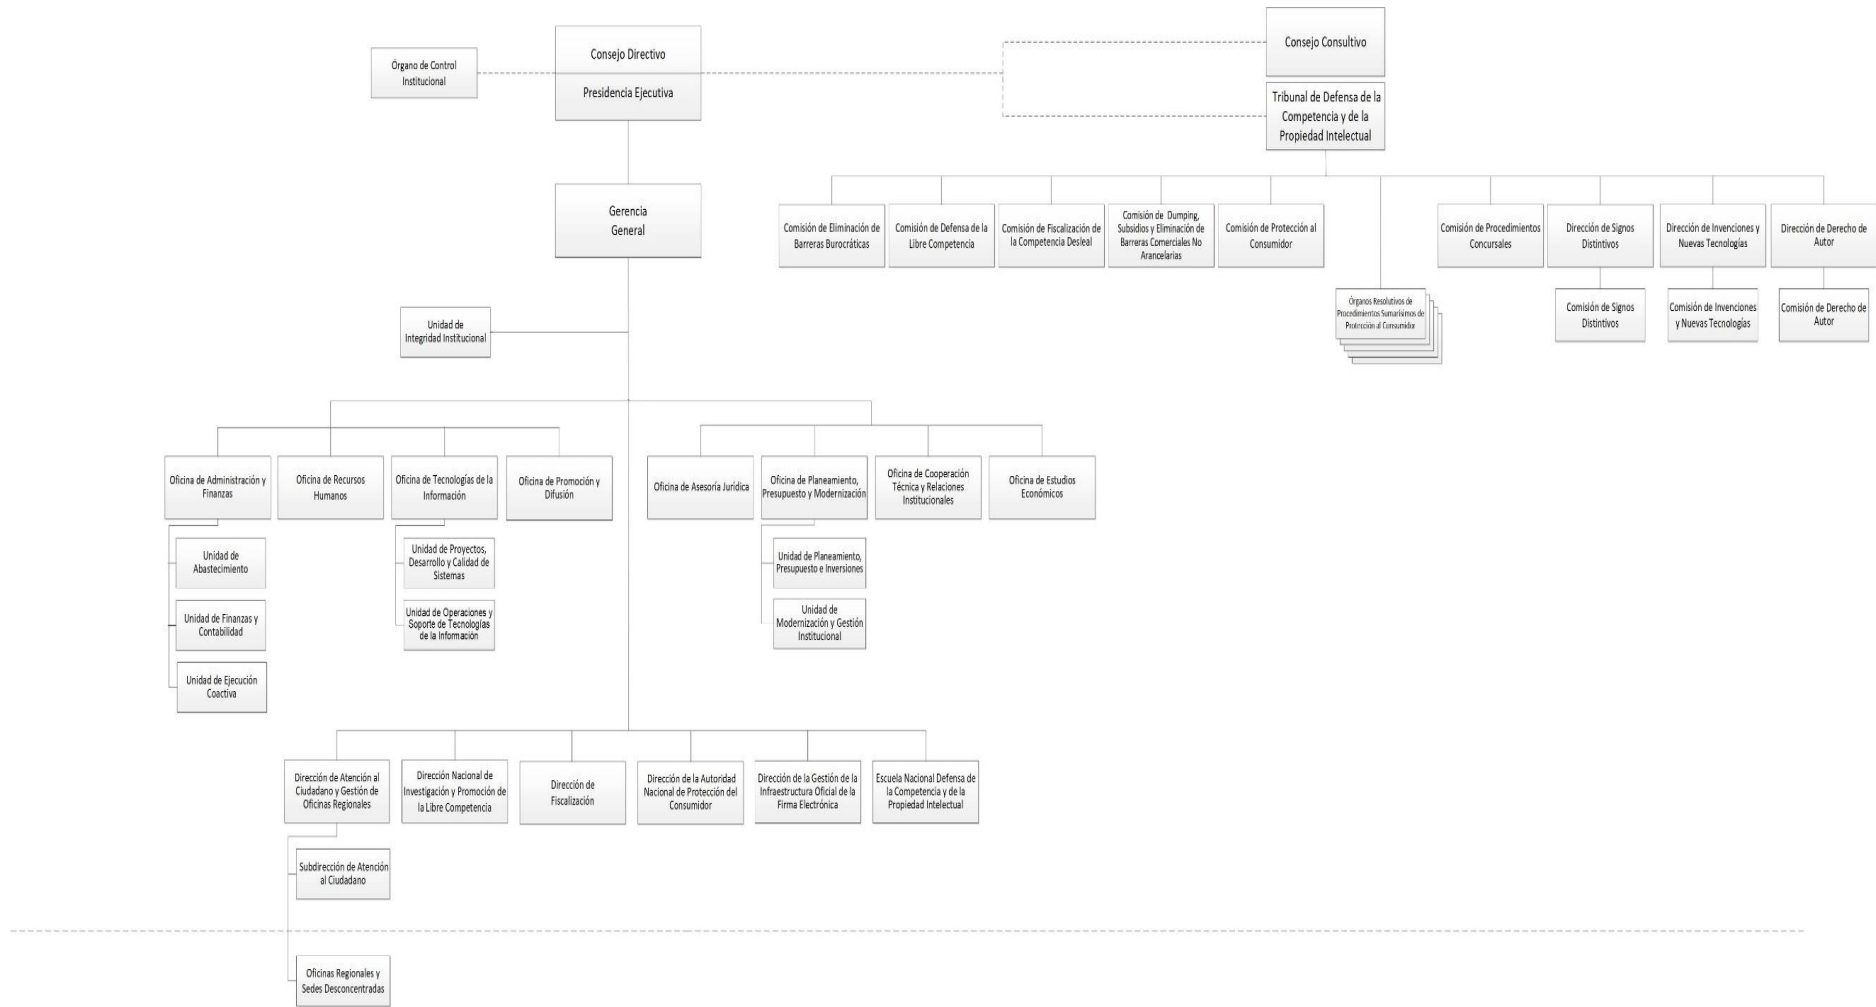 Consejo Directivo
Presidencia Ejecutiva
Órgano de Control
Institucional
Consejo Consultivo
Tribunal de Defensa de la
Competencia y de la
Propiedad Intelectual
Gerencia
General
Comisión de Eliminación de
Barreras Burocráticas
Comisión de Defensa de la
Libre Competencia
Comisión de Fiscalización de
la Competencia Desleal
Comisión de Dumping,
Subsidios y Eliminación de
Barreras Comerciales No
Arancelarias
Comisión de Protección al
Consumidor
Órganos Resolutivos de
Procedimientos Sumarísimos de
Protección al Consumidor
Comisión de Procedimientos
Concursales
Dirección de Signos
Distintivos
Dirección de Invenciones y
Nuevas Tecnologías
Dirección de Derecho de
Autor
Comisión de Signos
Distintivos
Comisión de Invenciones
y Nuevas Tecnologías
Comisión de Derecho de
Autor
Unidad de
Integridad Institucional
Oficina de Administración y
Finanzas
Oficina de Recursos
Humanos
Oficina de Tecnologías de la
Información
Oficina de Promoción y
Difusión
Oficina de Asesoría Jurídica
Oficina de Planeamiento,
Presupuesto y Modernización
Oficina de Cooperación
Técnica y Relaciones
Institucionales
Oficina de Estudios
Económicos
Unidad de
Abastecimiento
Unidad de Finanzas y
Contabilidad
Unidad de Ejecución
Coactiva
Unidad de Proyectos,
Desarrollo y Calidad de
Sistemas
Unidad de Operaciones y
Soporte de Tecnologías
de la Información
Unidad de Planeamiento,
Presupuesto e Inversiones
Unidad de
Modernización y Gestión
Institucional
Dirección de Atención al
Ciudadano y Gestión de
Oficinas Regionales
Dirección Nacional de
Investigación y Promoción de
la Libre Competencia
Dirección de
Fiscalización
Dirección de la Autoridad
Nacional de Protección del
Consumidor
Dirección de la Gestión de la
Infraestructura Oficial de la
Firma Electrónica
Escuela Nacional Defensa de
la Competencia y de la
Propiedad Intelectual
Subdirección de Atención
al Ciudadano
Oficinas Regionales y
Sedes Desconcentradas